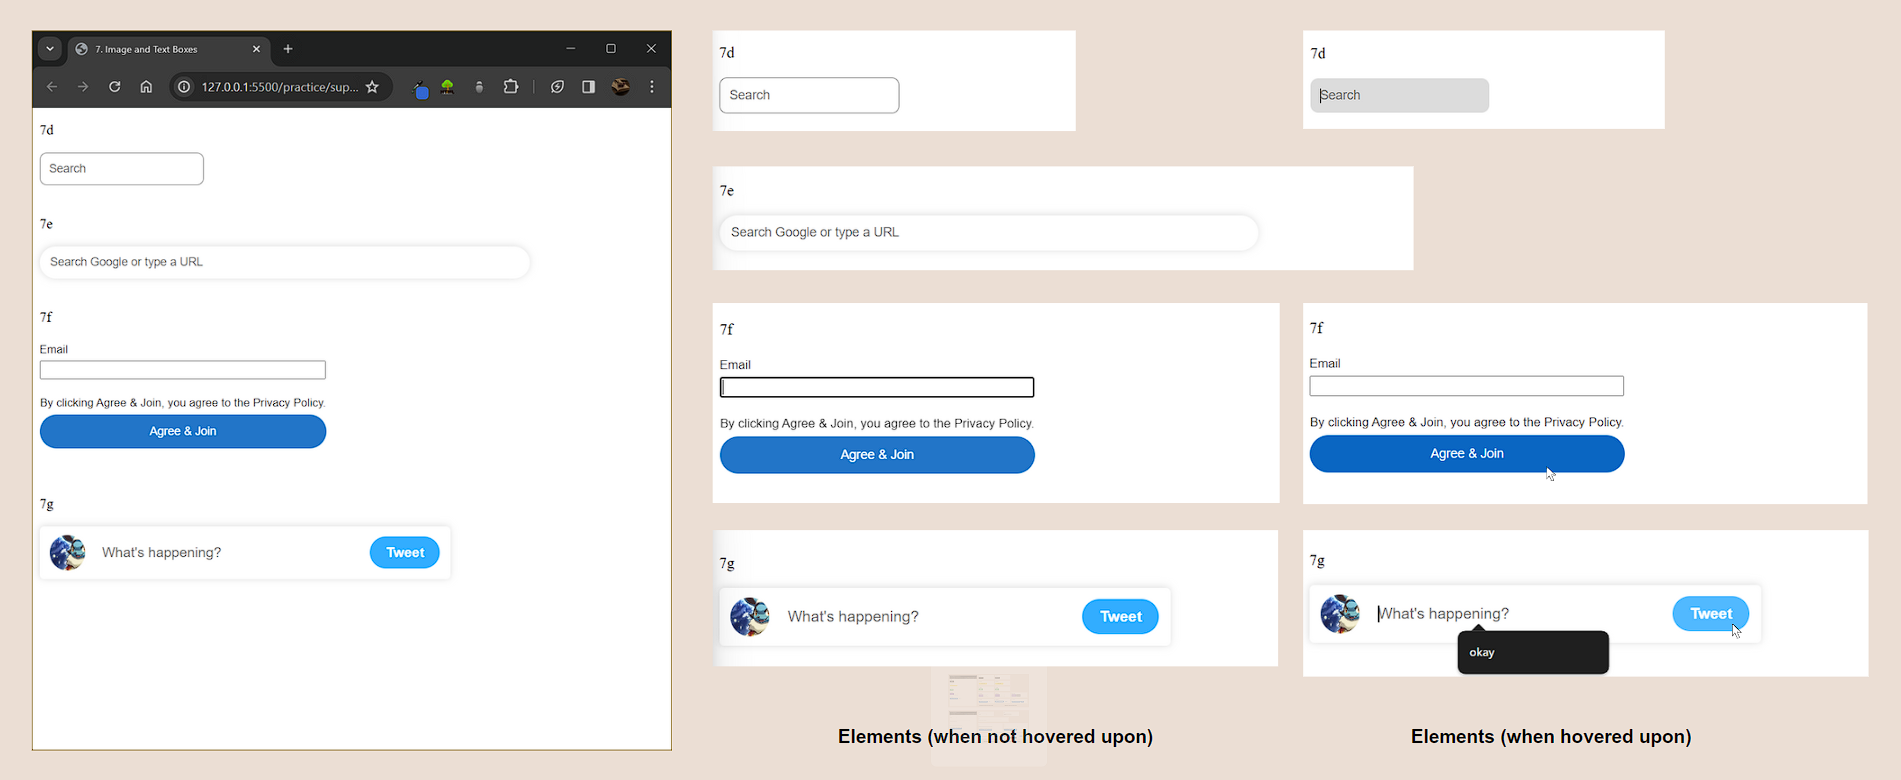 7. Image and Text Boxes
127.0.0.1:5500/practice/sup...
7d
Search
7e
Search Google or type a URL
7f
Email
By clicking Agree & Join, you agree to the Privacy Policy.
Agree & Join
7g
What's happening?
Tweet
7d
Search
7e
Search Google or type a URL
7f
Email
By clicking Agree & Join, you agree to the Privacy Policy.
Agree & Join
7g
What's happening?
Tweet
Elements (when not hovered upon)
7d
Search
7f
Email
By clicking Agree & Join, you agree to the Privacy Policy.
Agree & Join
7g
What's happening?
Tweet
okay
Elements (when hovered upon)